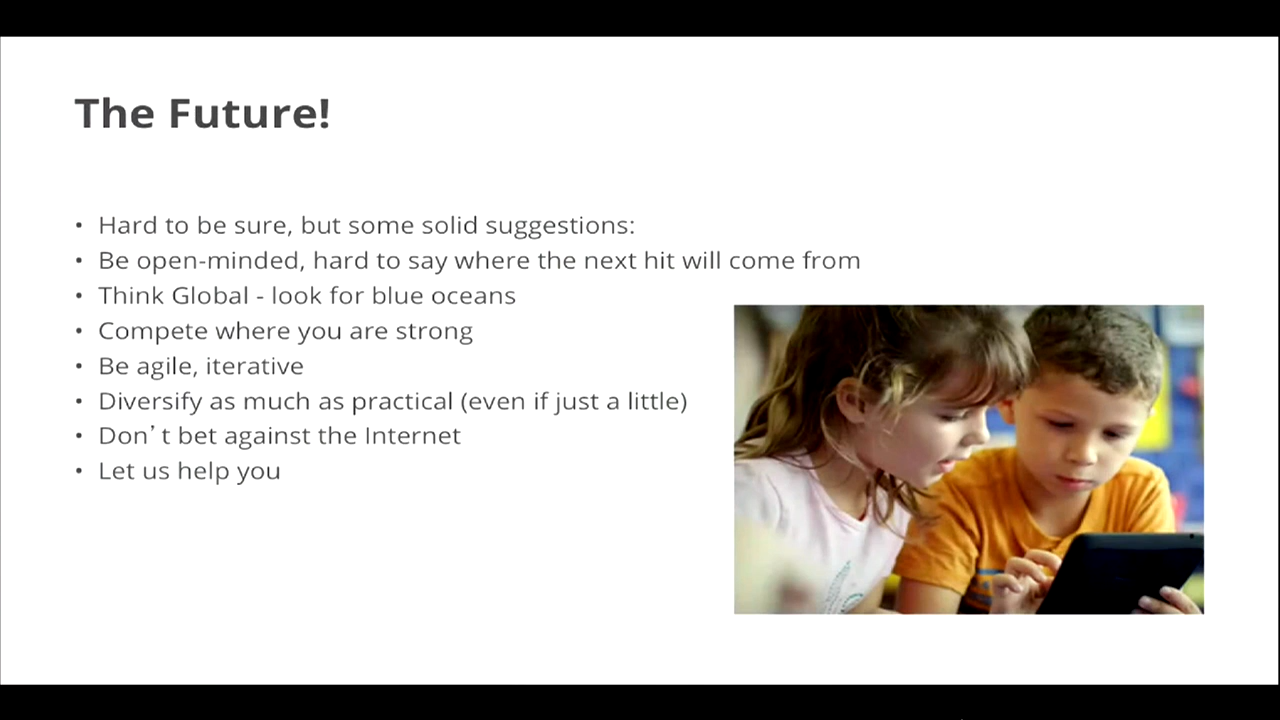 The Future!
• Hard to be sure, but some solid suggestions:
• Be open-minded, hard to say where the next hit will come from
• Think Global - look for blue oceans
• Compete where you are strong
• Be agile, iterative
• Diversify as much as practical (even if just a little)
• Don’t bet against the Internet
• Let us help you